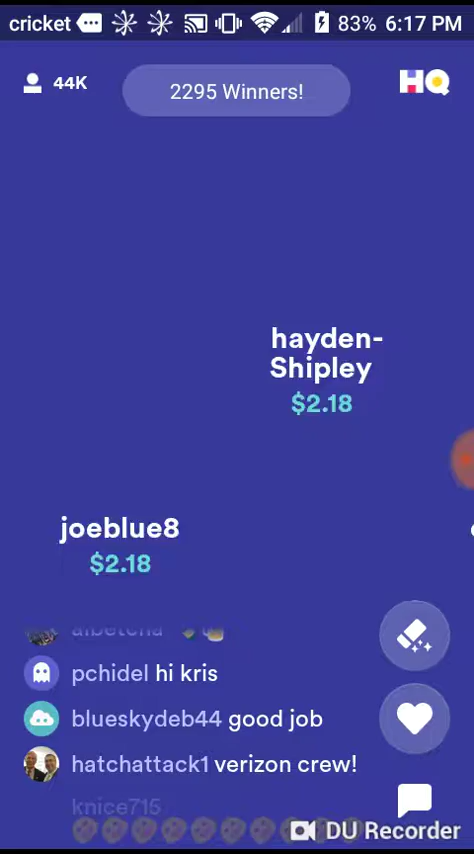 cricket 83% 6:17 PM
44K
2295 Winners!
HQ
hayden-
Shipley
$2.18
joeblue8
$2.18
albetcha
pchidel hi kris
blueskydeb44 good job
hatchattack1 verizon crew!
knice715
DU Recorder